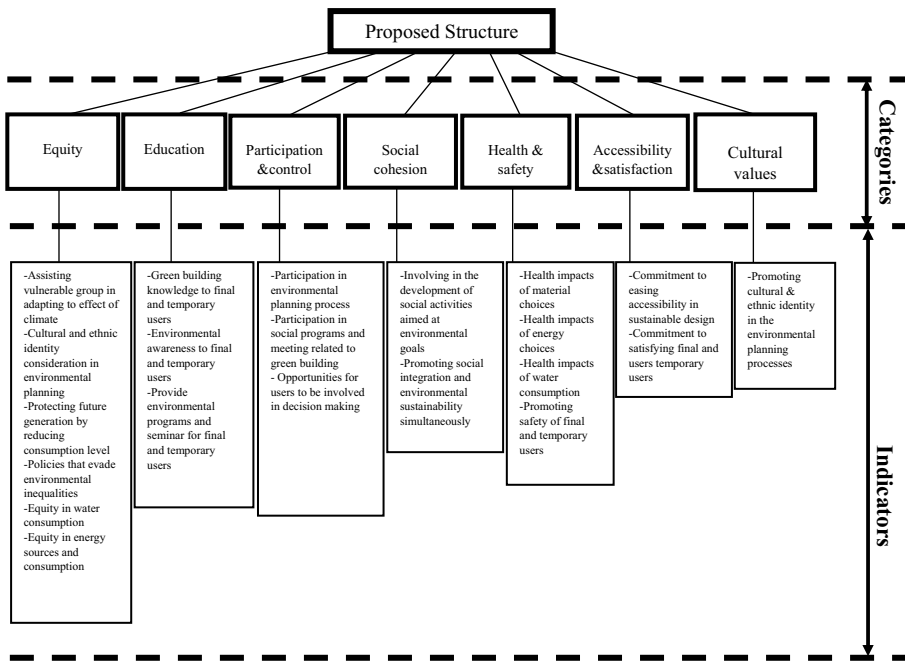 Proposed Structure
Categories
Equity
Education
Participation
&control
Social
cohesion
Health &
safety
Accessibility
&satisfaction
Cultural
values
Indicators
-Assisting
vulnerable group in
adapting to effect of
climate
-Cultural and ethnic
identity
consideration in
environmental
planning
-Protecting future
generation by
reducing
consumption level
-Policies that evade
environmental
inequalities
-Equity in water
consumption
-Equity in energy
sources and
consumption
-Green building
knowledge to final
and temporary
users
-Environmental
awareness to final
and temporary
users
-Provide
environmental
programs and
seminar for final
and temporary
users
-Participation in
environmental
planning process
-Participation in
social programs and
meeting related to
green building
- Opportunities for
users to be involved
in decision making
-Involving in the
development of
social activities
aimed at
environmental
goals
-Promoting social
integration and
environmental
sustainability
simultaneously
-Health impacts
of material
choices
-Health impacts
of energy
choices
-Health impacts
of water
consumption
-Promoting
safety of final
and temporary
users
-Commitment to
easing
accessibility in
sustainable design
-Commitment to
satisfying final and
users temporary
users
-Promoting
cultural &
ethnic identity
in the
environmental
planning
processes